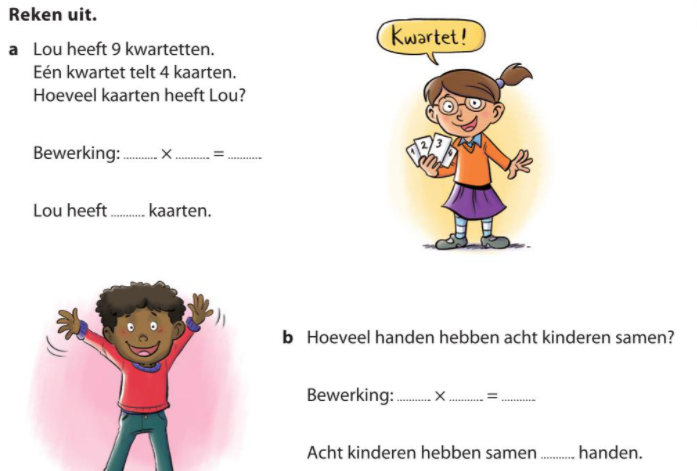 Reken uit.
a Lou heeft 9 kwartetten.
Eén kwartet telt 4 kaarten.
Hoeveel kaarten heeft Lou?
Bewerking: ........... × ........... = ...........
Lou heeft ........... kaarten.
Kwartet!
1 2 3 4
b Hoeveel handen hebben acht kinderen samen?
Bewerking: ........... × ........... = ...........
Acht kinderen hebben samen ........... handen.